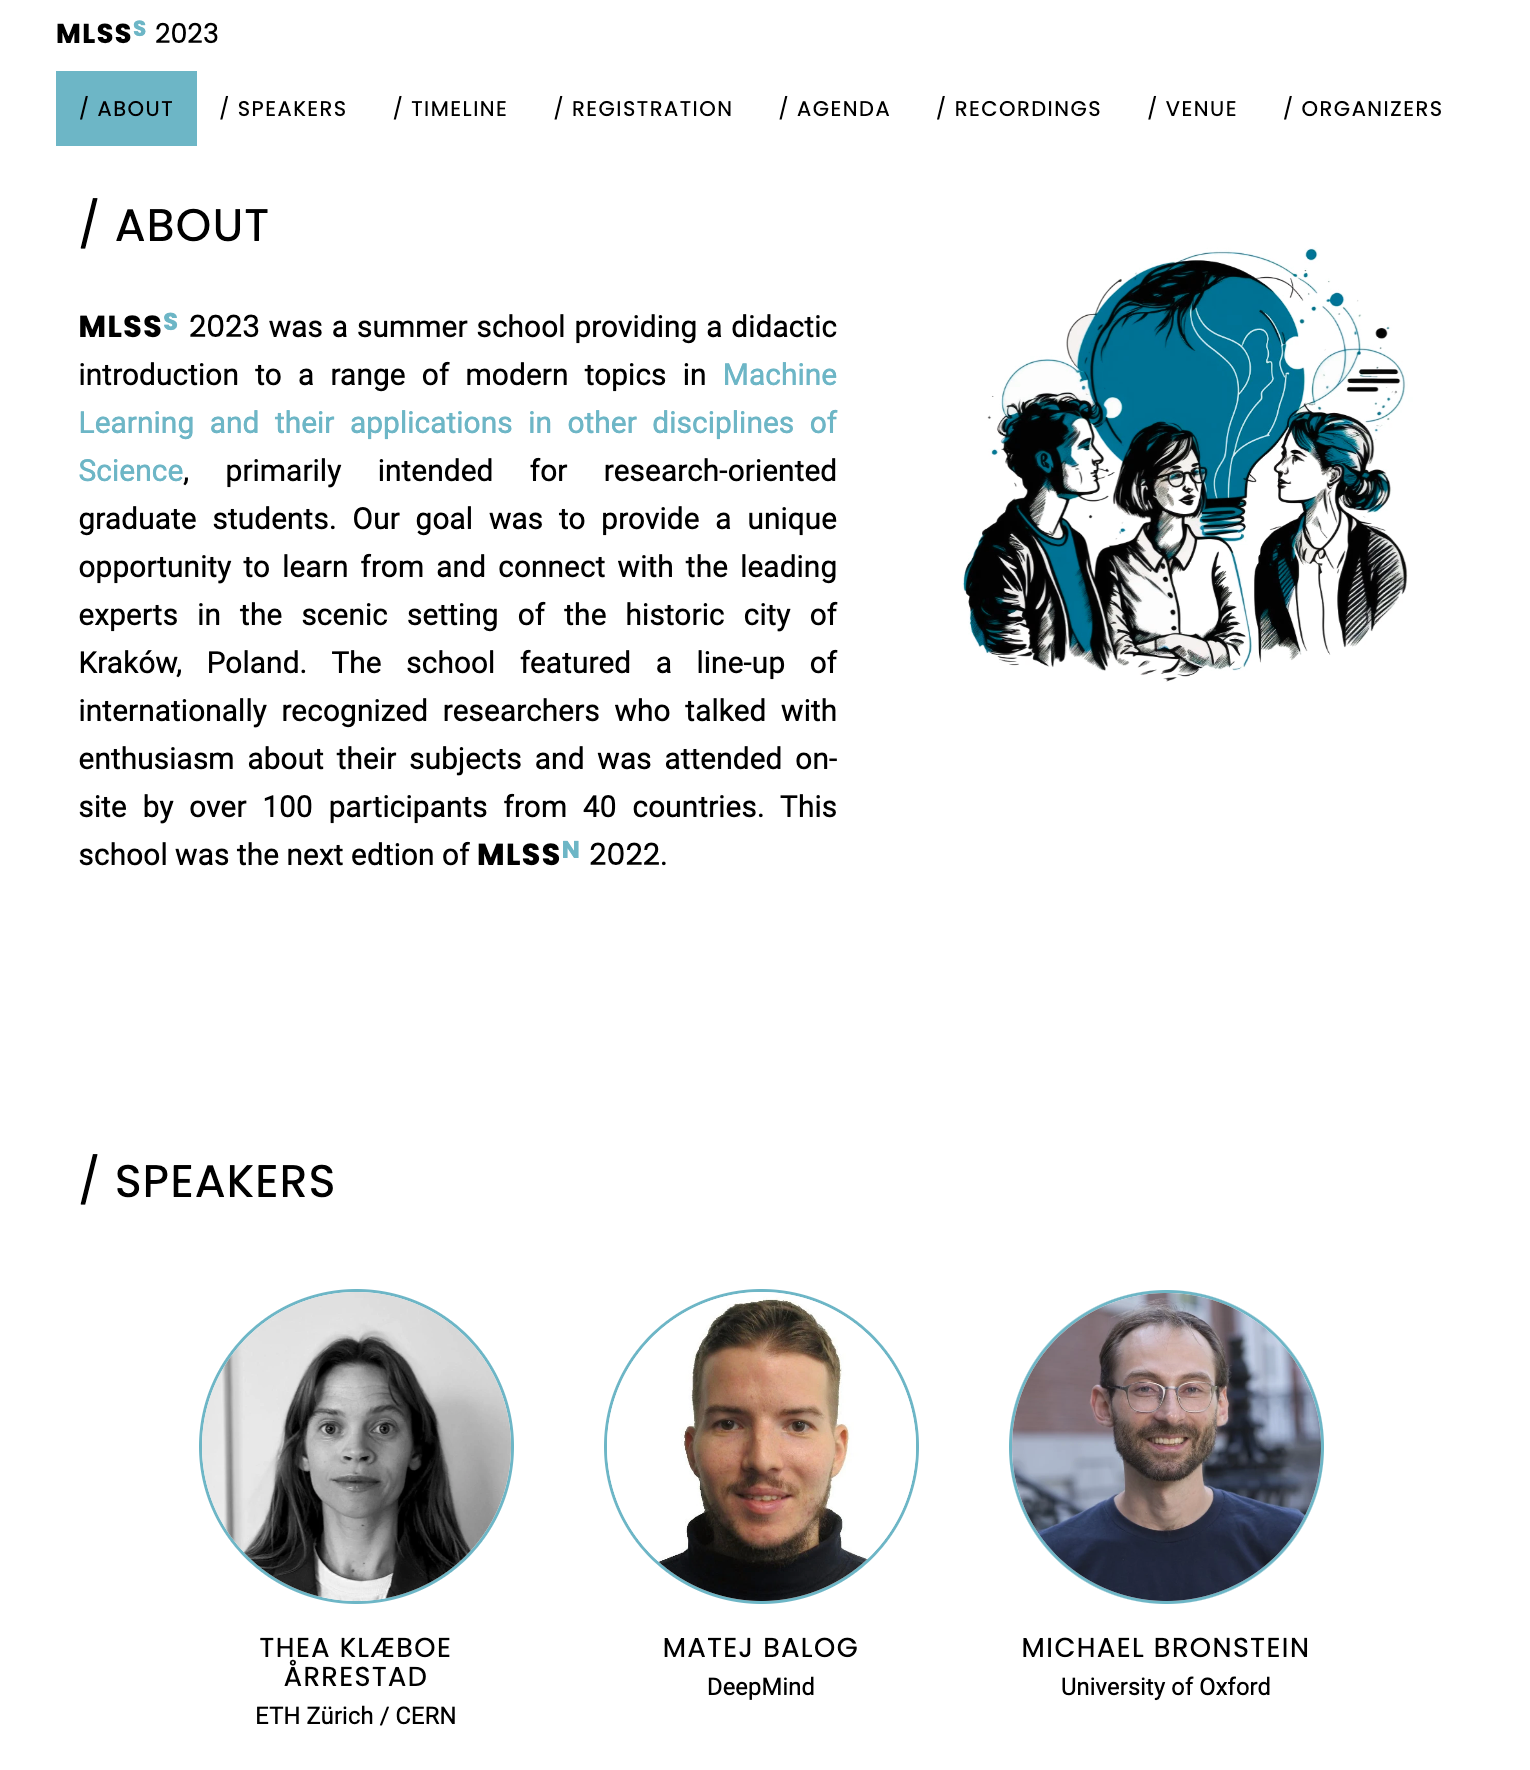 MLSSS 2023
/ ABOUT / SPEAKERS / TIMELINE / REGISTRATION / AGENDA / RECORDINGS / VENUE / ORGANIZERS
/ ABOUT
MLSSS 2023 was a summer school providing a didactic
introduction to a range of modern topics in Machine
Learning and their applications in other disciplines of
Science, primarily intended for research-oriented
graduate students. Our goal was to provide a unique
opportunity to learn from and connect with the leading
experts in the scenic setting of the historic city of
Kraków, Poland. The school featured a line-up of
internationally recognized researchers who talked with
enthusiasm about their subjects and was attended on-
site by over 100 participants from 40 countries. This
school was the next edtion of MLSSN 2022.
/ SPEAKERS
THEA KLÆBOE
ÅRRESTAD
ETH Zürich / CERN
MATEJ BALOG
DeepMind
MICHAEL BRONSTEIN
University of Oxford